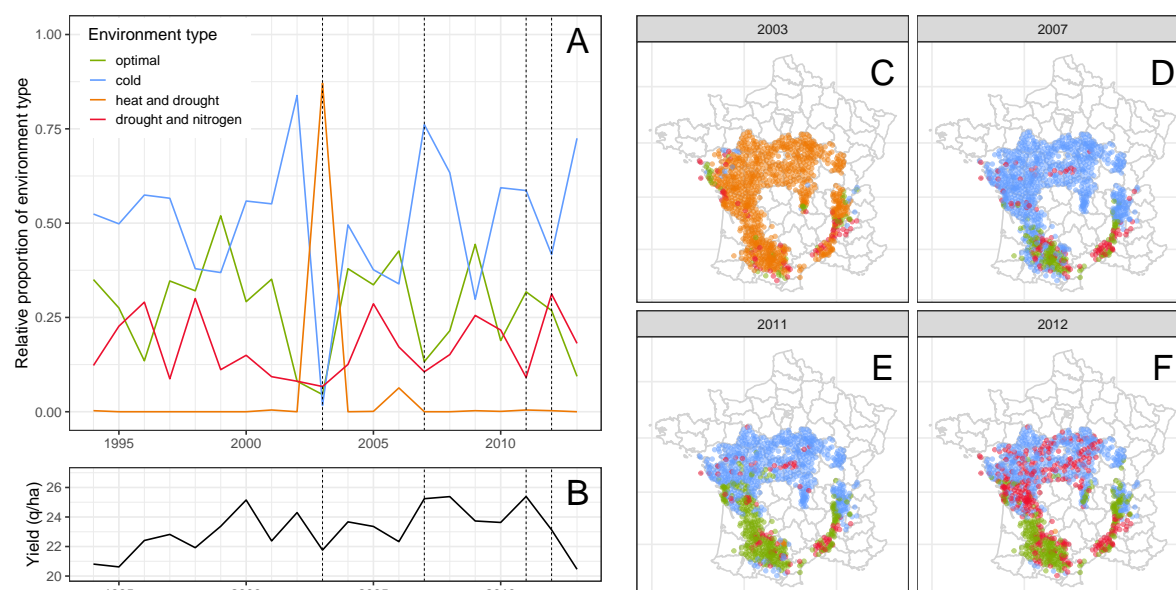 A
Environment type
optimal
cold
heat and drought
drought and nitrogen
Relative proportion of environment type
1.00
0.75
0.50
0.25
0.00
1995
2000
2005
2010
B
Yield (q/ha)
26
24
22
20
2003
C
2007
D
2011
E
2012
F